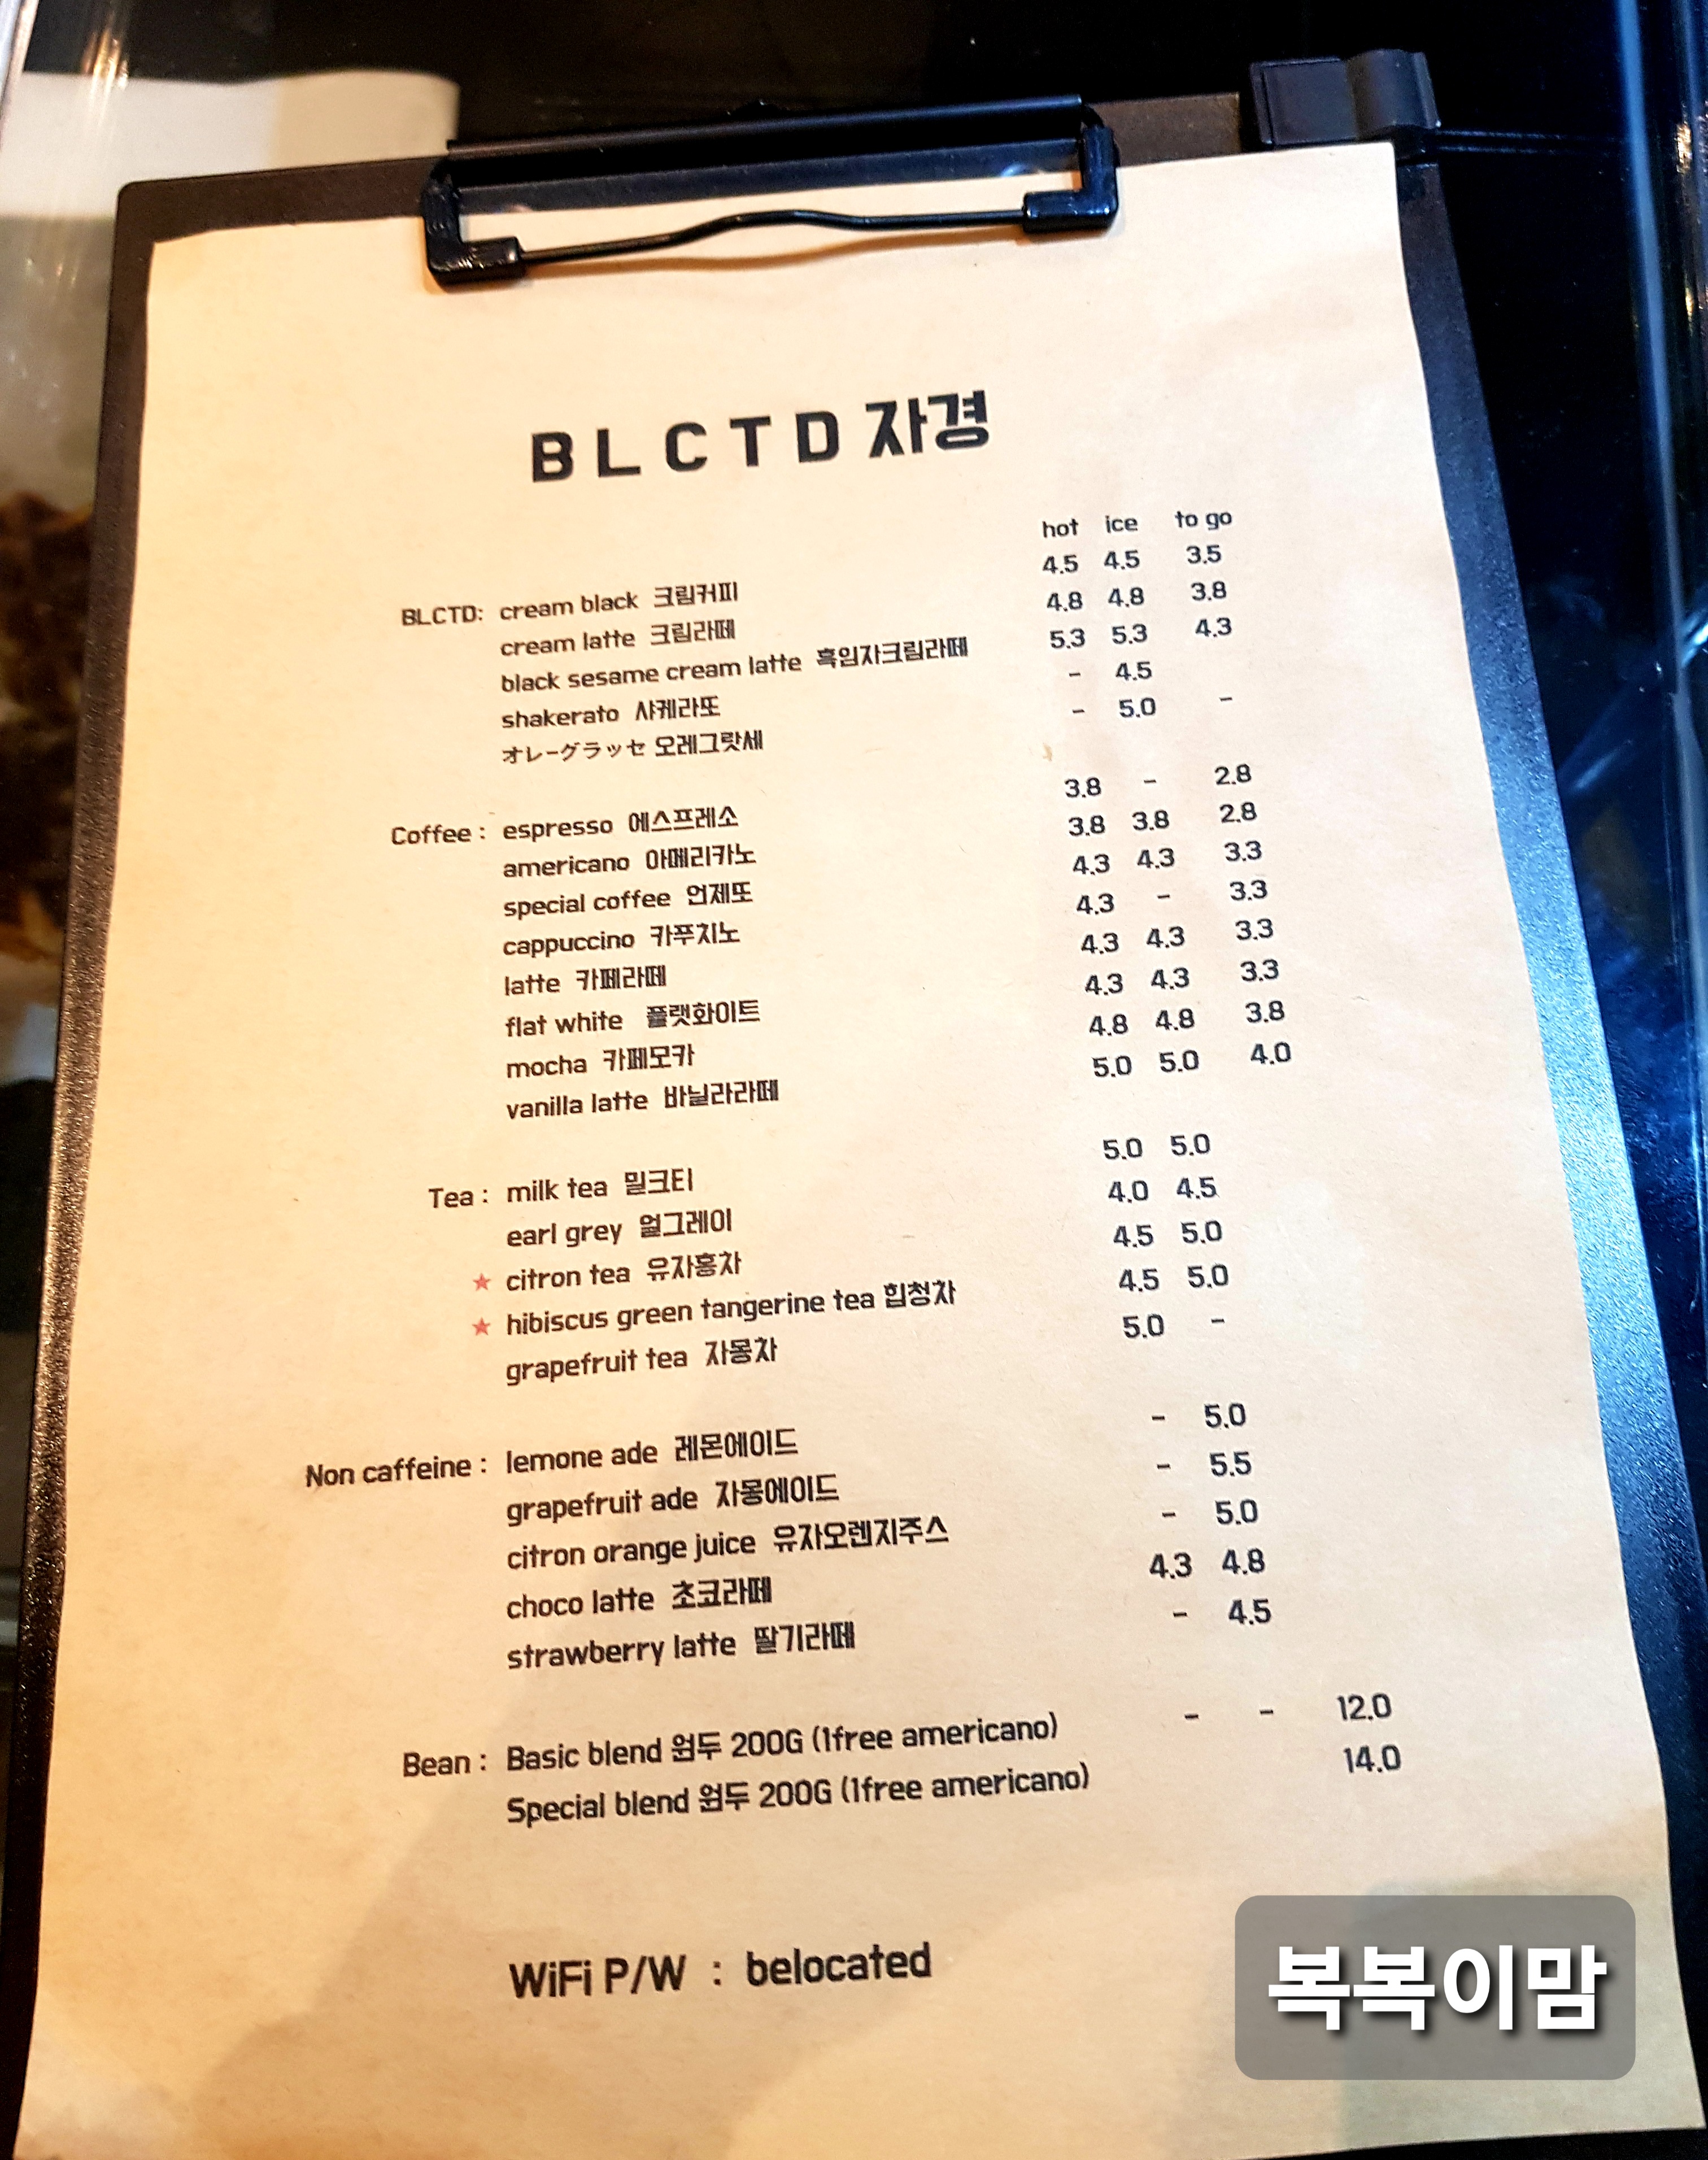 BLCTD 자경
hot ice to go
BLCTD: cream black 크림커피 4.5 4.5 3.5
cream latte 크림라떼 4.8 4.8 3.8
black sesame cream latte 흑임자크림라떼 5.3 5.3 4.3
shakerato 샤케라또 - 4.5
オレーグラッセ 오레그랏세 - 5.0 -
Coffee : espresso 에스프레소 3.8 - 2.8
americano 아메리카노 3.8 3.8 2.8
special coffee 언제또 4.3 4.3 3.3
cappuccino 카푸치노 4.3 - 3.3
latte 카페라떼 4.3 4.3 3.3
flat white 플랫화이트 4.3 4.3 3.3
mocha 카페모카 4.8 4.8 3.8
vanilla latte 바닐라라떼 5.0 5.0 4.0
Tea : milk tea 밀크티 5.0 5.0
earl grey 얼그레이 4.0 4.5
★ citron tea 유자홍차 4.5 5.0
★ hibiscus green tangerine tea 힙청차 4.5 5.0
grapefruit tea 자몽차 5.0 -
Non caffeine : lemone ade 레몬에이드 - 5.0
grapefruit ade 자몽에이드 - 5.5
citron orange juice 유자오렌지주스 - 5.0
choco latte 초코라떼 4.3 4.8
strawberry latte 딸기라떼 - 4.5
Bean : Basic blend 원두 200G (1free americano) - - 12.0
Special blend 원두 200G (1free americano) 14.0
WiFi P/W : belocated
복복이맘